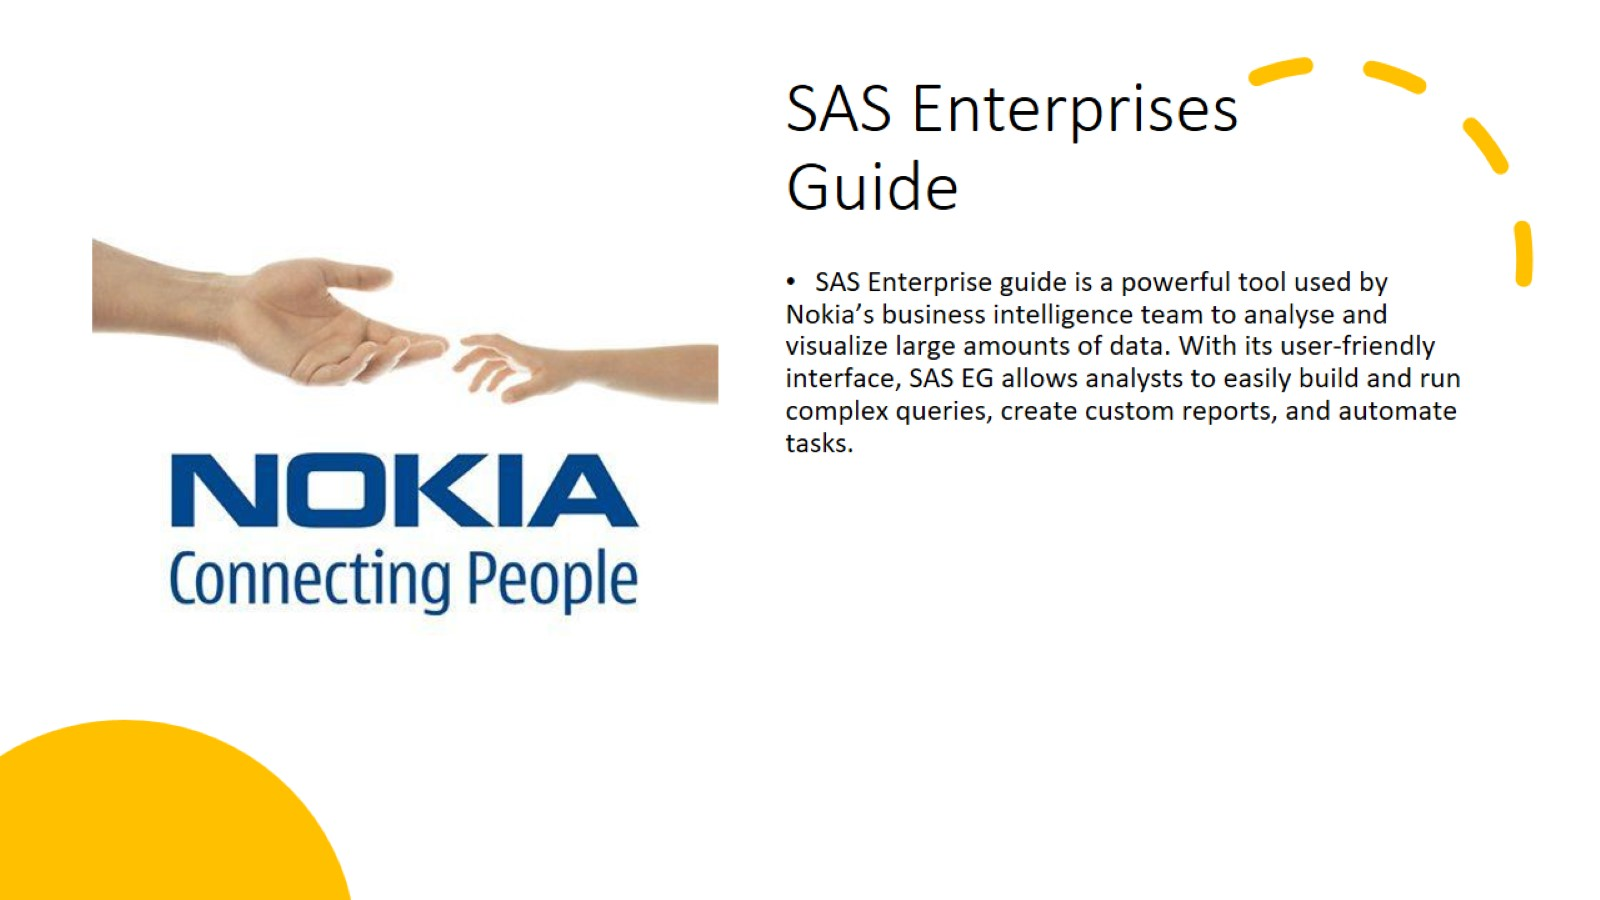 SAS Enterprises
Guide
• SAS Enterprise guide is a powerful tool used by
Nokia’s business intelligence team to analyse and
visualize large amounts of data. With its user-friendly
interface, SAS EG allows analysts to easily build and run
complex queries, create custom reports, and automate
tasks.
NOKIA
Connecting People